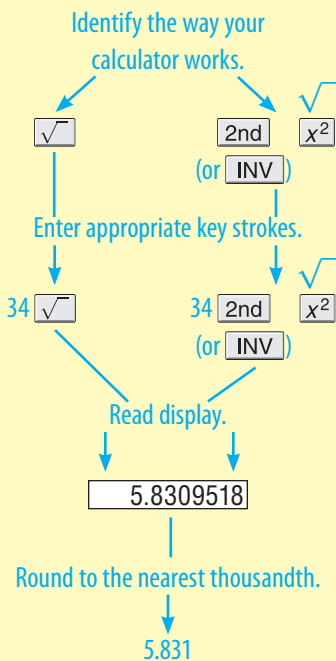 Identify the way your
calculator works.
√ 2nd √ x²
(or INV)
Enter appropriate key strokes.
34 √ 34 2nd √ x²
(or INV)
Read display.
5.8309518
Round to the nearest thousandth.
5.831